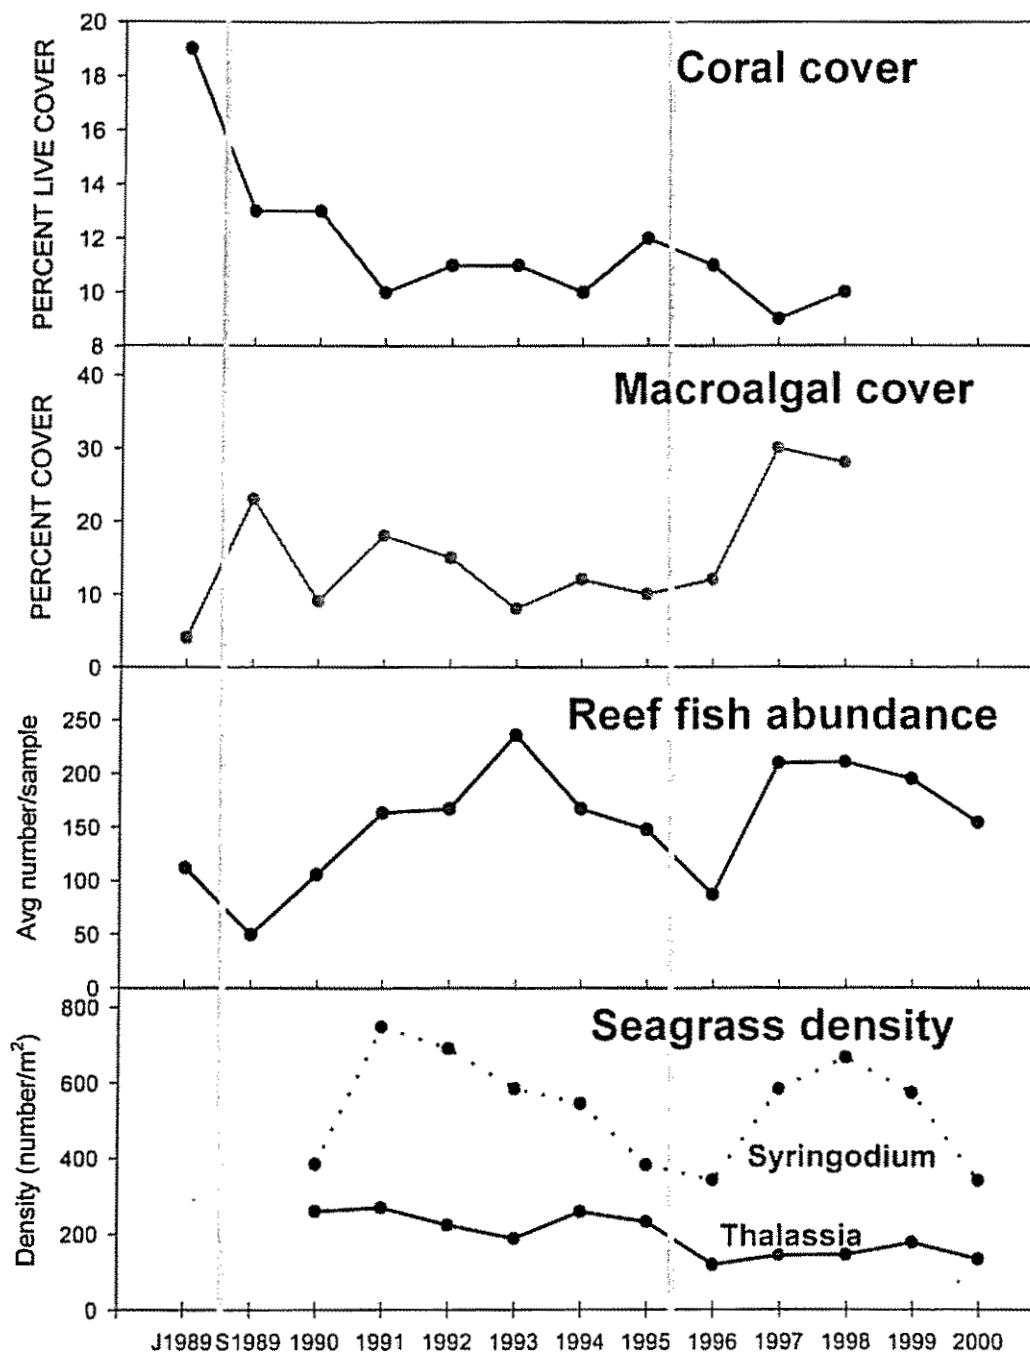 Coral cover
PERCENT LIVE COVER
20
18
16
14
12
10
8
Macroalgal cover
PERCENT COVER
40
30
20
10
0
Reef fish abundance
Avg number/sample
250
200
150
100
50
0
Seagrass density
Density (number/m²)
800
600
400
200
0
Syringodium
Thalassia
J1989 S1989 1990 1991 1992 1993 1994 1995 1996 1997 1998 1999 2000